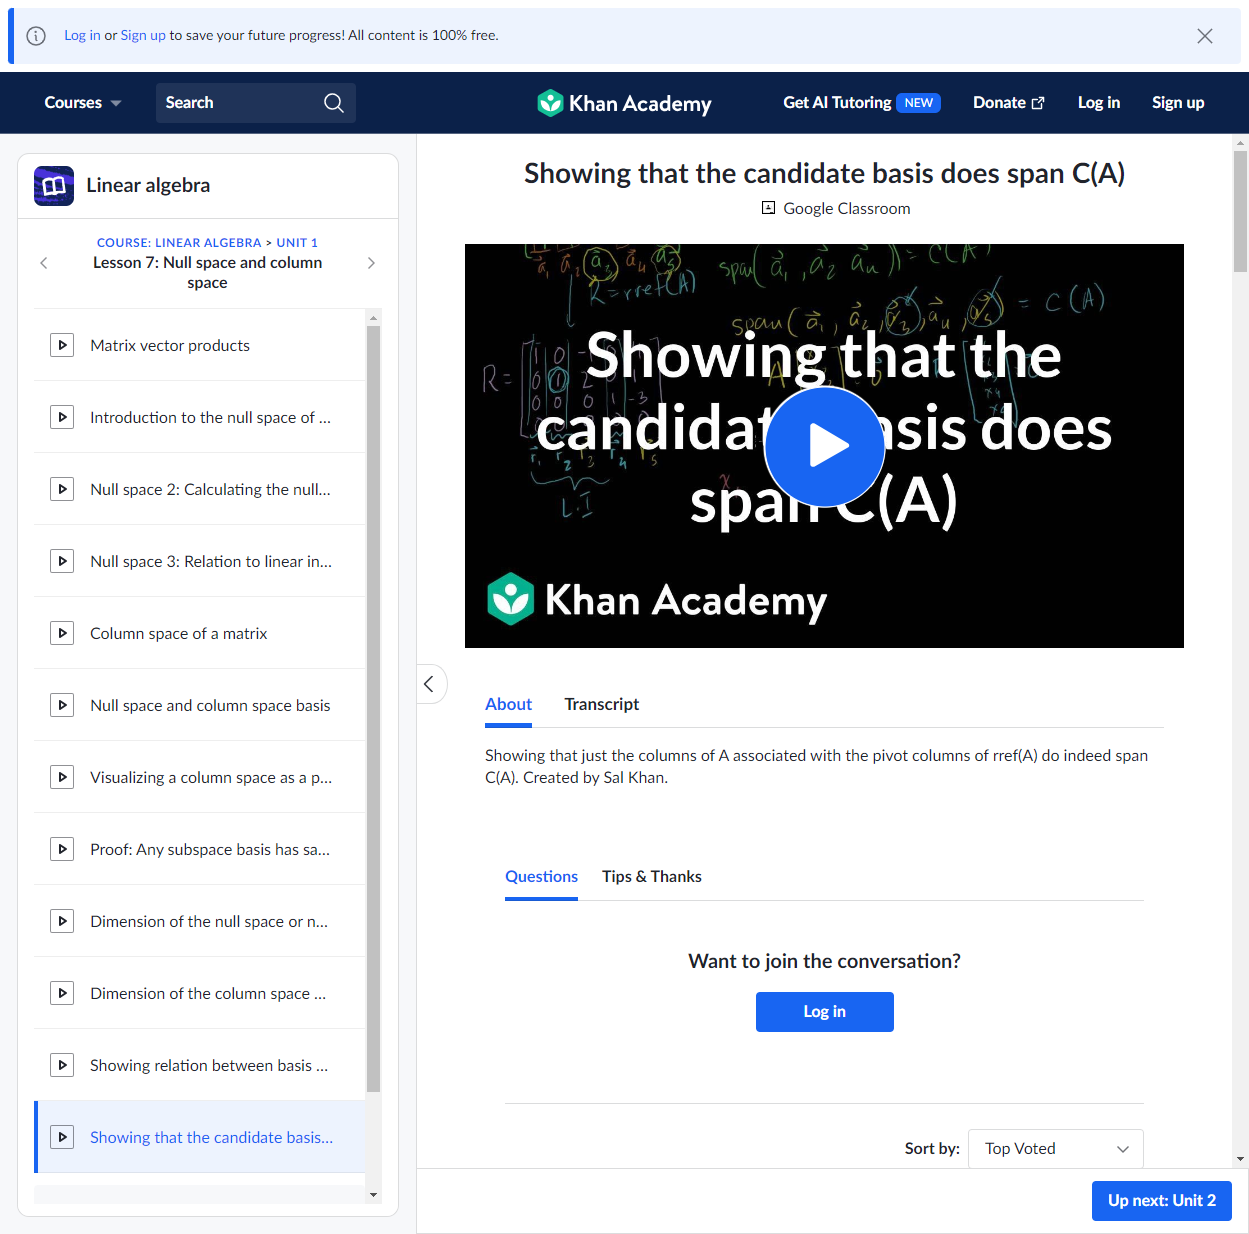 Log in or Sign up to save your future progress! All content is 100% free.
Courses
Search
Khan Academy
Get AI Tutoring NEW
Donate
Log in
Sign up
Linear algebra
COURSE: LINEAR ALGEBRA > UNIT 1
Lesson 7: Null space and column
space
Matrix vector products
Introduction to the null space of ...
Null space 2: Calculating the null...
Null space 3: Relation to linear in...
Column space of a matrix
Null space and column space basis
Visualizing a column space as a p...
Proof: Any subspace basis has sa...
Dimension of the null space or n...
Dimension of the column space ...
Showing relation between basis ...
Showing that the candidate basis...
Showing that the candidate basis does span C(A)
Google Classroom
Showing that the
does
span C(A)
Khan Academy
About
Transcript
Showing that just the columns of A associated with the pivot columns of rref(A) do indeed span
C(A). Created by Sal Khan.
Questions
Tips & Thanks
Want to join the conversation?
Log in
Sort by:
Top Voted
Up next: Unit 2